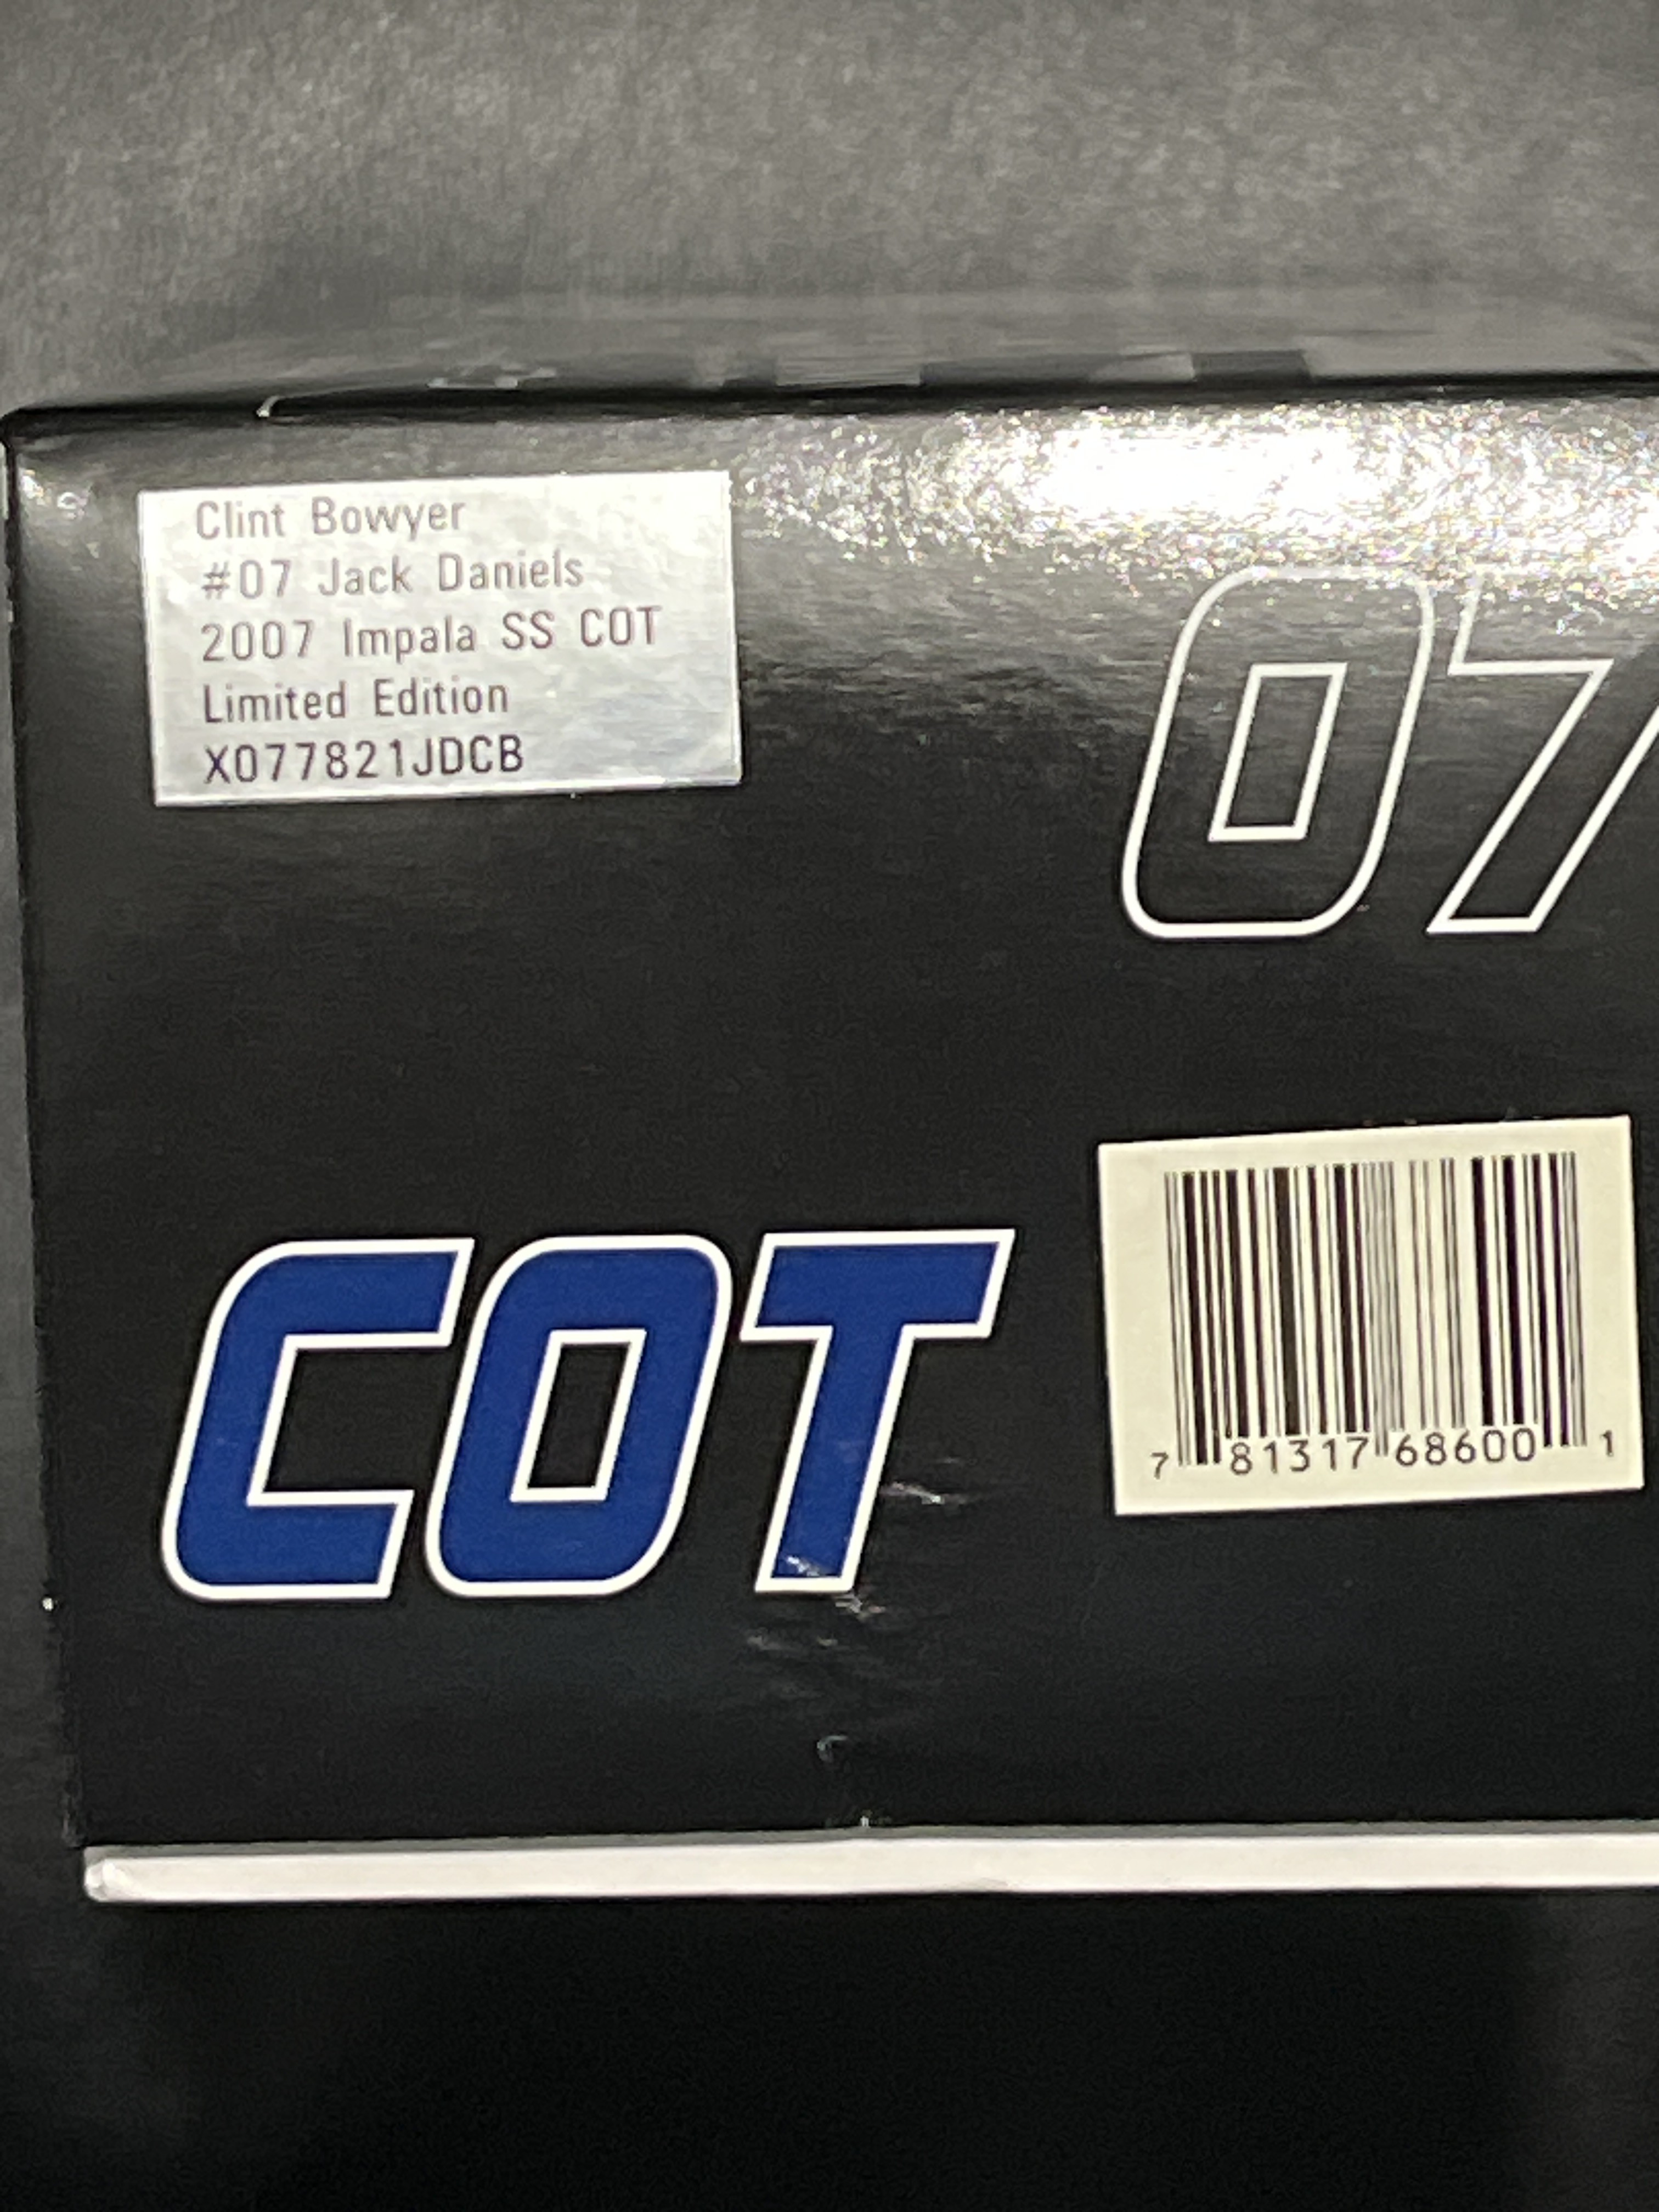 Clint Bowyer
#07 Jack Daniels
2007 Impala SS COT
Limited Edition
X077821JDCB
07
COT
7 81317 68600 1